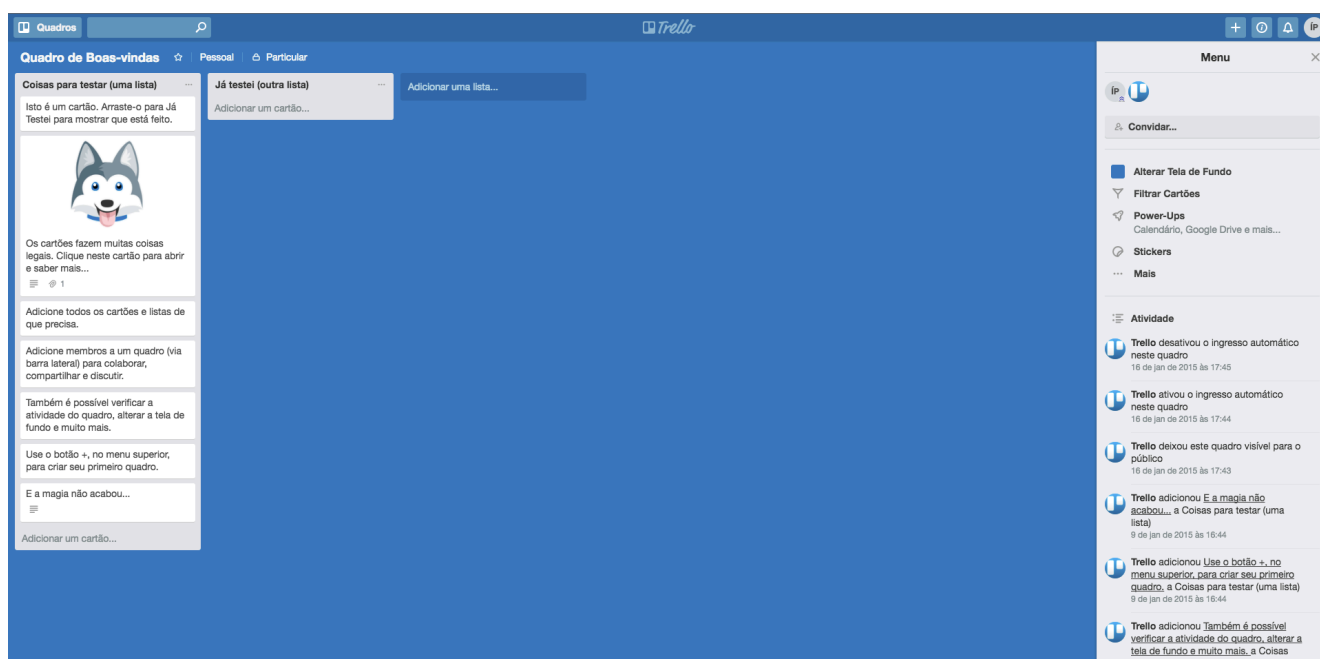 Quadros
Trello
ÍP
Quadro de Boas-vindas
Pessoal
Particular
Coisas para testar (uma lista)
...
Isto é um cartão. Arraste-o para Já
Testei para mostrar que está feito.
Os cartões fazem muitas coisas
legais. Clique neste cartão para abrir
e saber mais...
1
Adicione todos os cartões e listas de
que precisa.
Adicione membros a um quadro (via
barra lateral) para colaborar,
compartilhar e discutir.
Também é possível verificar a
atividade do quadro, alterar a tela de
fundo e muito mais.
Use o botão +, no menu superior,
para criar seu primeiro quadro.
E a magia não acabou...
Adicionar um cartão...
Já testei (outra lista)
...
Adicionar um cartão...
Adicionar uma lista...
Menu
ÍP
Convidar...
Alterar Tela de Fundo
Filtrar Cartões
Power-Ups
Calendário, Google Drive e mais...
Stickers
Mais
Atividade
Trello desativou o ingresso automático
neste quadro
16 de jan de 2015 às 17:45
Trello ativou o ingresso automático
neste quadro
16 de jan de 2015 às 17:44
Trello deixou este quadro visível para o
público
16 de jan de 2015 às 17:43
Trello adicionou E a magia não
acabou... a Coisas para testar (uma
lista)
9 de jan de 2015 às 16:44
Trello adicionou Use o botão +, no
menu superior, para criar seu primeiro
quadro. a Coisas para testar (uma lista)
9 de jan de 2015 às 16:44
Trello adicionou Também é possível
verificar a atividade do quadro, alterar a
tela de fundo e muito mais. a Coisas